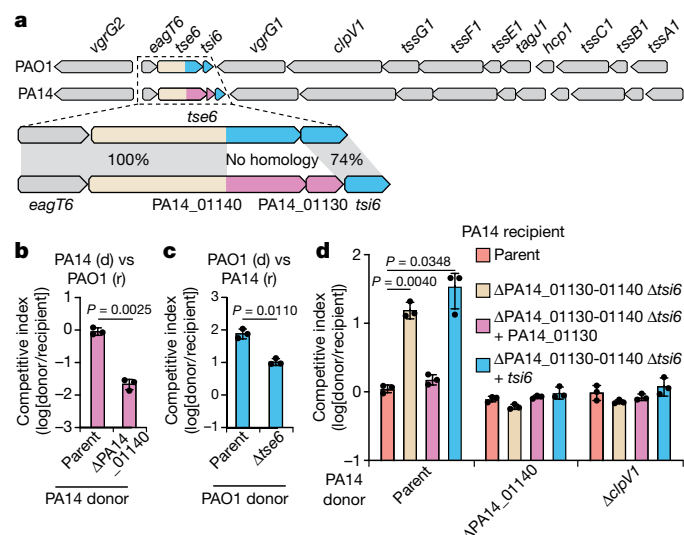 a
vgrG2
eagT6
tse6
tsi6
vgrG1
clpV1
tssG1
tssF1
tssE1
tagJ1
hcp1
tssC1
tssB1
tssA1
PAO1
PA14
tse6
100%
No homology
74%
eagT6
PA14_01140
PA14_01130
tsi6
b
PA14 (d) vs
PAO1 (r)
Competitive index
(log[donor/recipient])
P = 0.0025
1
–0
–1
–2
–3
Parent
ΔPA14
_01140
PA14 donor
c
PAO1 (d) vs
PA14 (r)
Competitive index
(log[donor/recipient])
P = 0.0110
3
2
1
0
–1
Parent
Δtse6
PAO1 donor
d
PA14 recipient
Parent
ΔPA14_01130-01140 Δtsi6
ΔPA14_01130-01140 Δtsi6
+ PA14_01130
ΔPA14_01130-01140 Δtsi6
+ tsi6
Competitive index
(log[donor/recipient])
P = 0.0348
P = 0.0040
2
1
0
–1
PA14
donor
Parent
ΔPA14_01140
ΔclpV1